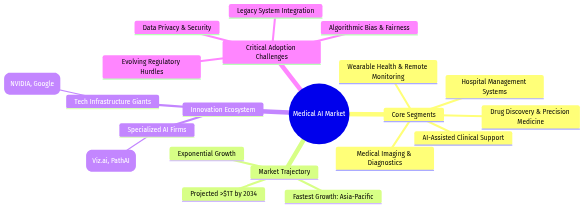 Legacy System Integration
Data Privacy & Security
Algorithmic Bias & Fairness
Critical Adoption
Challenges
Evolving Regulatory
Hurdles
Wearable Health & Remote
Monitoring
Hospital Management
Systems
NVIDIA, Google
Tech Infrastructure Giants
Innovation Ecosystem
Medical AI Market
Core Segments
Drug Discovery & Precision
Medicine
Specialized AI Firms
AI-Assisted Clinical Support
Viz.ai, PathAI
Exponential Growth
Medical Imaging &
Diagnostics
Market Trajectory
Projected >$1T by 2034
Fastest Growth: Asia-Pacific